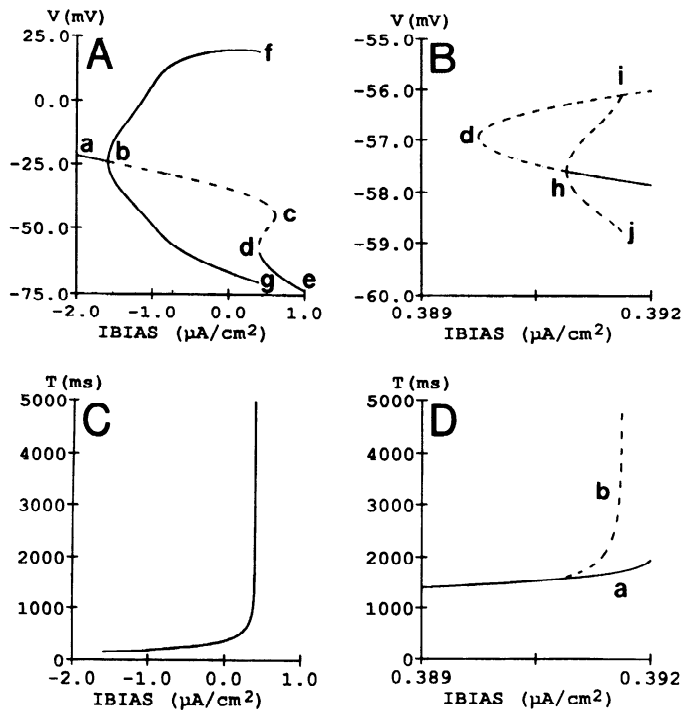 V(mV)
25.0
A
f
0.0
a
b
-25.0
c
-50.0
d
g
e
-75.0
-2.0 -1.0 0.0 1.0
IBIAS (μA/cm2)
V(mV)
-55.0
B
i
-56.0
d
-57.0
h
-58.0
j
-59.0
-60.0
0.389 0.392
IBIAS (μA/cm2)
T(ms)
5000
C
4000
3000
2000
1000
0
-2.0 -1.0 0.0 1.0
IBIAS (μA/cm2)
T(ms)
5000
D
4000
b
3000
2000
a
1000
0
0.389 0.392
IBIAS (μA/cm2)